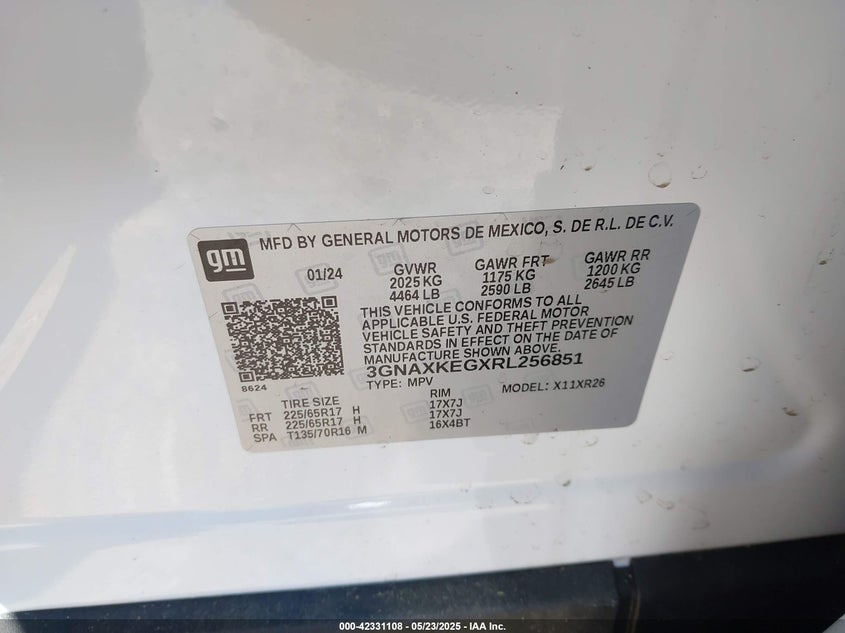 gm
MFD BY GENERAL MOTORS DE MEXICO, S. DE R.L. DE C.V.
01/24 GVWR GAWR FRT GAWR RR
2025 KG 1175 KG 1200 KG
4464 LB 2590 LB 2645 LB
THIS VEHICLE CONFORMS TO ALL
APPLICABLE U.S. FEDERAL MOTOR
VEHICLE SAFETY AND THEFT PREVENTION
STANDARDS IN EFFECT ON THE DATE OF
MANUFACTURE SHOWN ABOVE.
3GNAXKEGXRL256851
8624 TYPE: MPV MODEL: X11XR26
TIRE SIZE RIM
FRT 225/65R17 H 17X7J
RR 225/65R17 H 17X7J
SPA T135/70R16 M 16X4BT
000-42331108 - 05/23/2025 - IAA Inc.